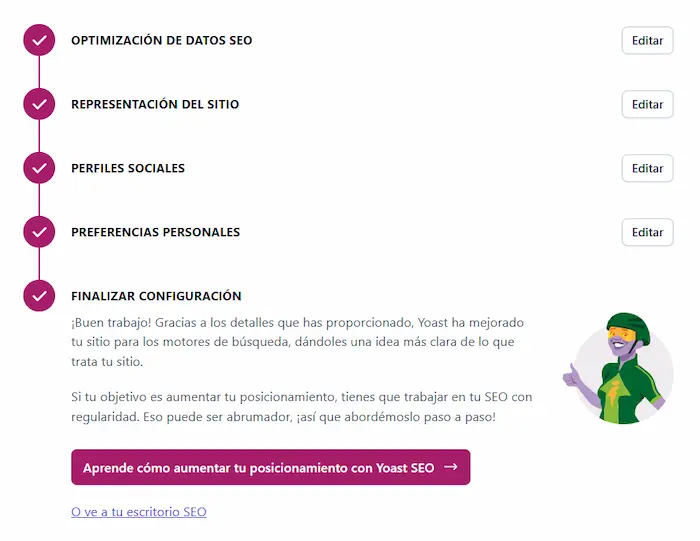 OPTIMIZACIÓN DE DATOS SEO
Editar
REPRESENTACIÓN DEL SITIO
Editar
PERFILES SOCIALES
Editar
PREFERENCIAS PERSONALES
Editar
FINALIZAR CONFIGURACIÓN
¡Buen trabajo! Gracias a los detalles que has proporcionado, Yoast ha mejorado
tu sitio para los motores de búsqueda, dándoles una idea más clara de lo que
trata tu sitio.
Si tu objetivo es aumentar tu posicionamiento, tienes que trabajar en tu SEO con
regularidad. Eso puede ser abrumador, ¡así que abordémoslo paso a paso!
Aprende cómo aumentar tu posicionamiento con Yoast SEO →
O ve a tu escritorio SEO